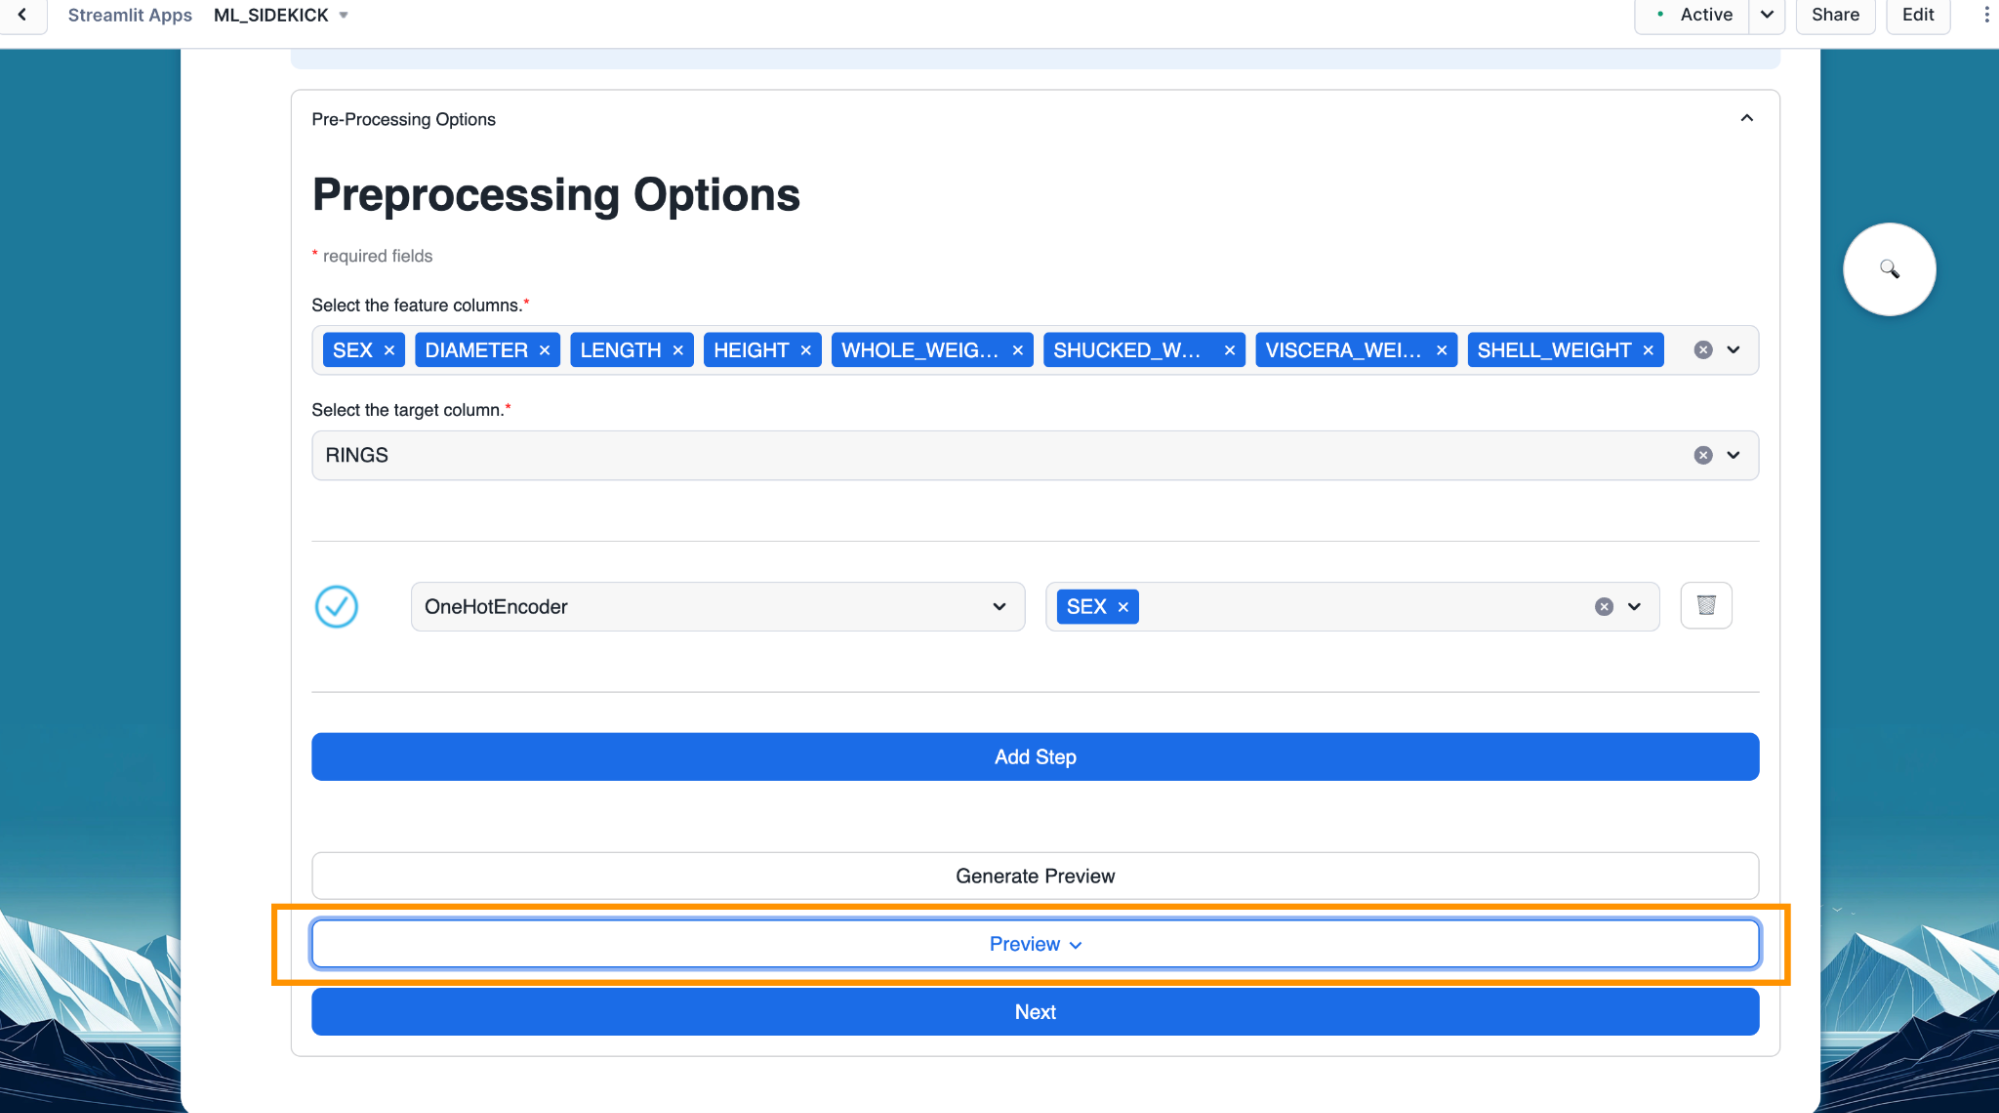 Streamlit Apps ML_SIDEKICK Active Share Edit
Pre-Processing Options
Preprocessing Options
* required fields
Select the feature columns.*
SEX × DIAMETER × LENGTH × HEIGHT × WHOLE_WEIG... × SHUCKED_W... × VISCERA_WEI... × SHELL_WEIGHT ×
Select the target column.*
RINGS
OneHotEncoder SEX ×
Add Step
Generate Preview
Preview
Next